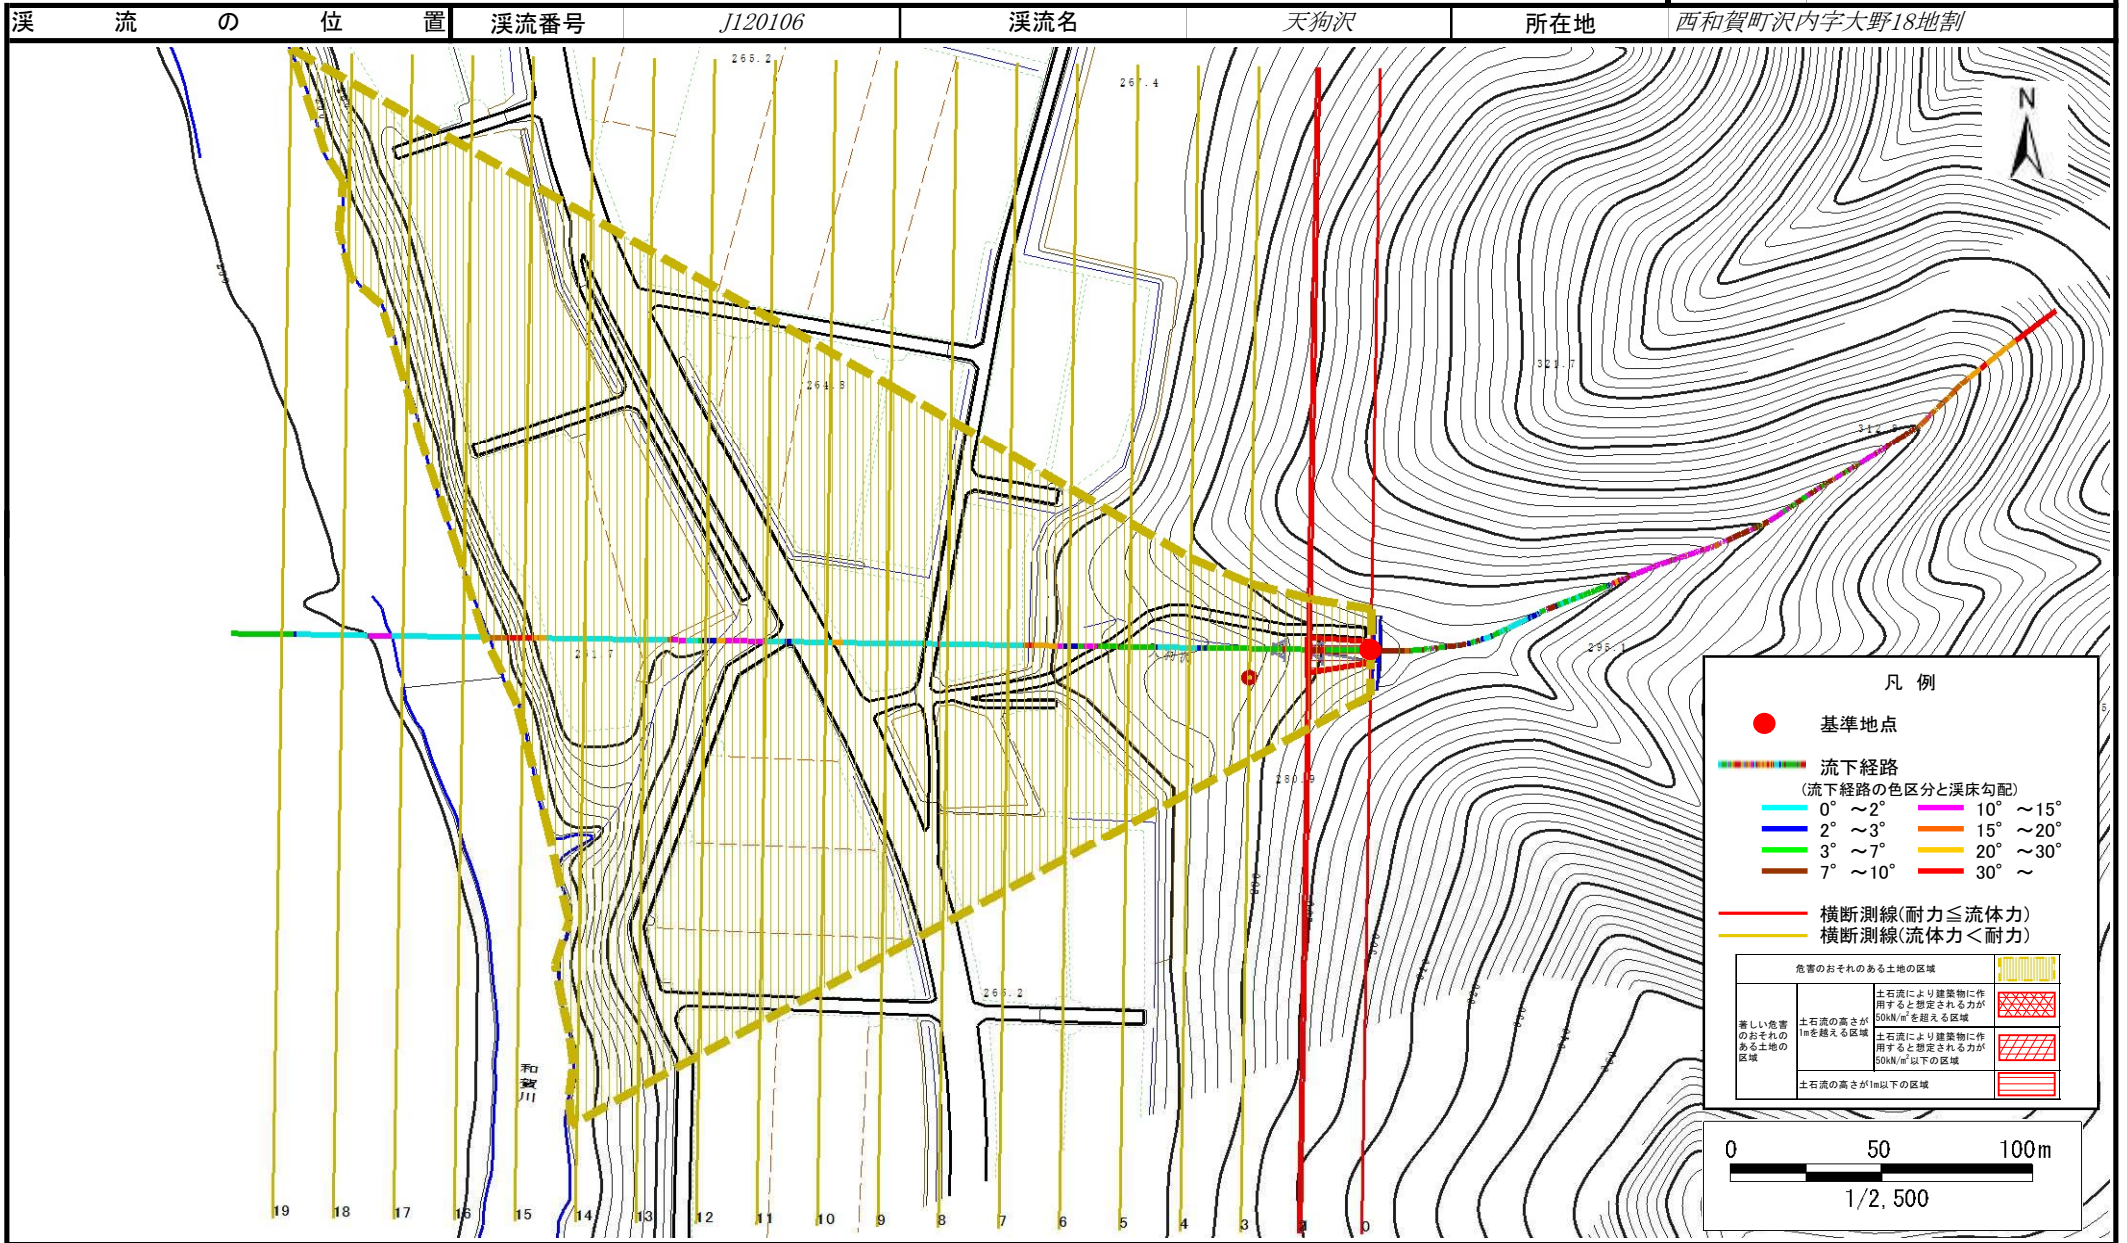 渓流の位置 渓流番号 J120106 渓流名 天狗沢 所在地 西和賀町沢内字大野18地割
265.2
267.4
N
264.8
321.7
312.8
295.1
261.7
280.9
265.2
和賀川
凡例
基準地点
流下経路
(流下経路の色区分と渓床勾配)
0° ～2° 10° ～15°
2° ～3° 15° ～20°
3° ～7° 20° ～30°
7° ～10° 30° ～
横断測線(耐力≦流体力)
横断測線(流体力＜耐力)
危害のおそれのある土地の区域
著しい危害
のおそれの
ある土地の
区域
土石流の高さが
1mを越える区域
土石流により建築物に作
用すると想定される力が
50kN/㎡を超える区域
土石流により建築物に作
用すると想定される力が
50kN/㎡以下の区域
土石流の高さが1m以下の区域
0 50 100m
1/2,500
19 18 17 16 15 14 13 12 11 10 9 8 7 6 5 4 3 0